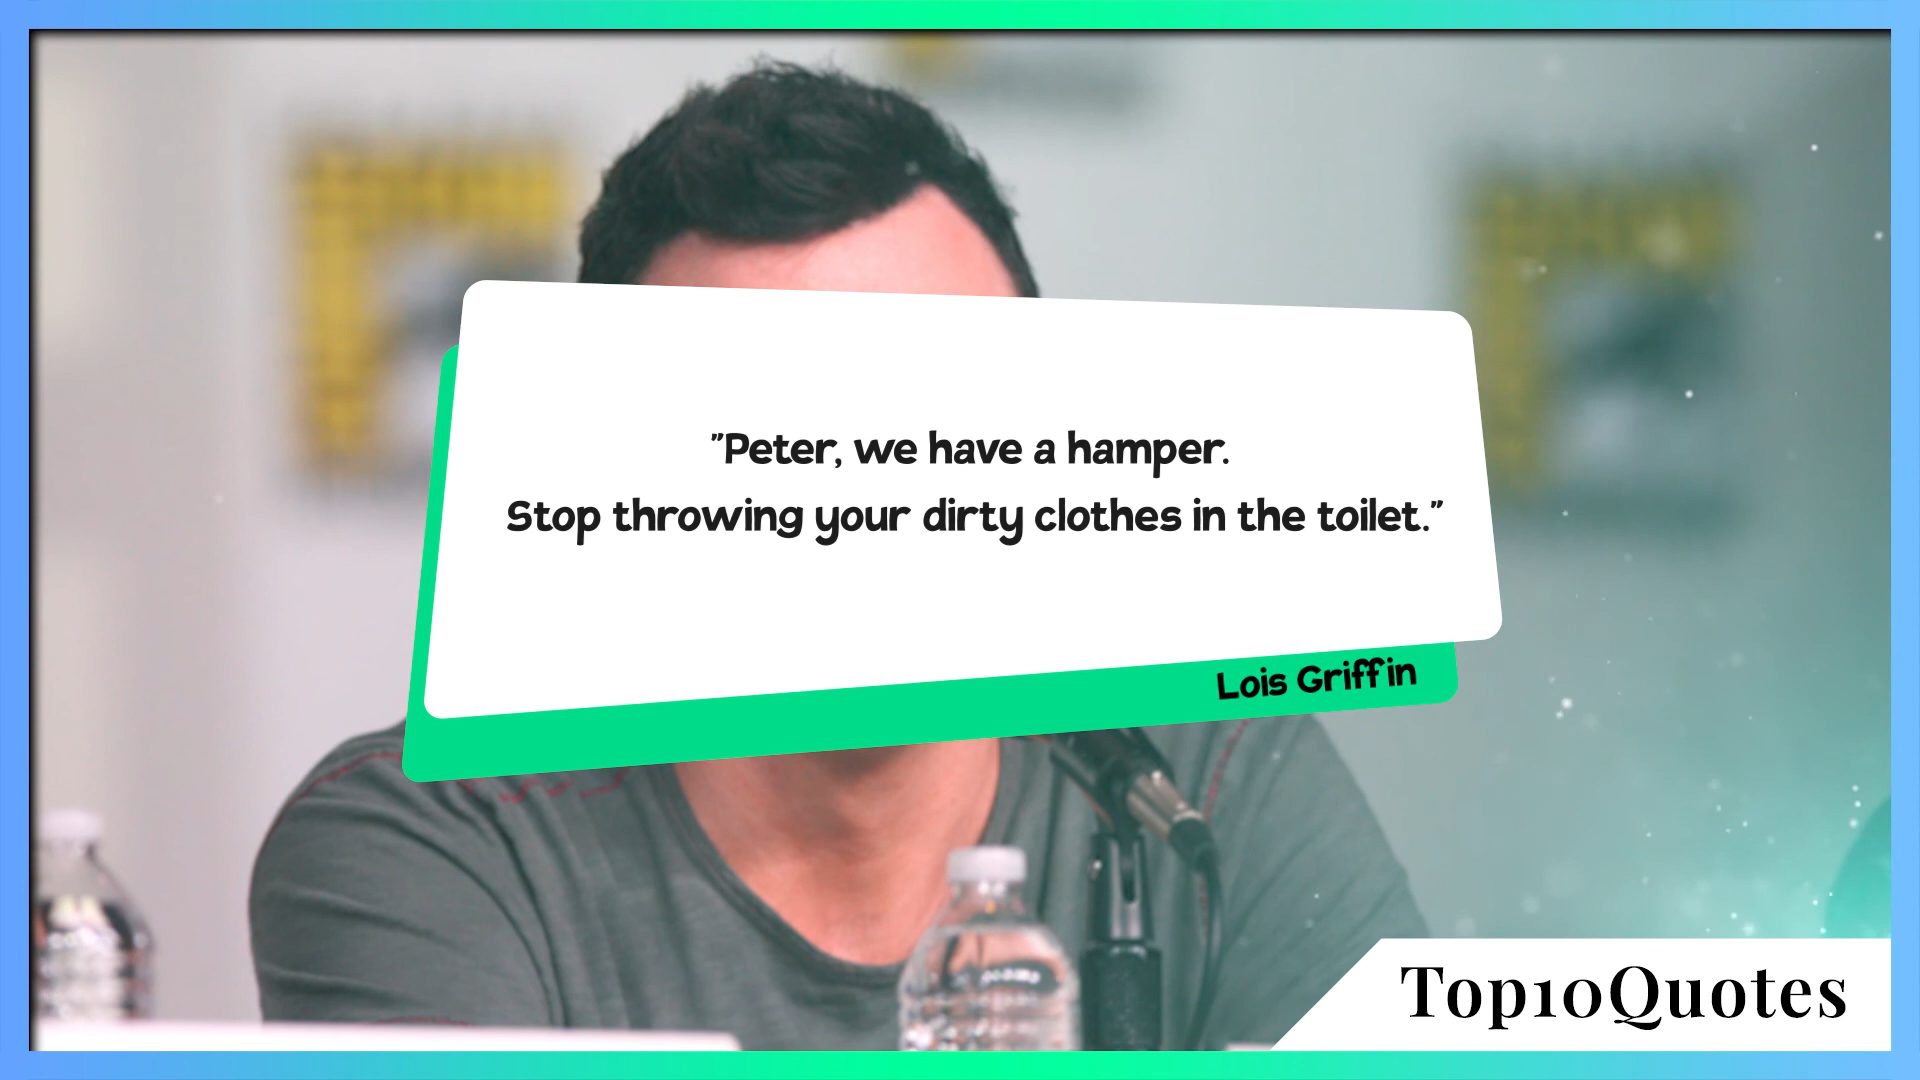 "Peter, we have a hamper.
Stop throwing your dirty clothes in the toilet."
Lois Griffin
Top10Quotes